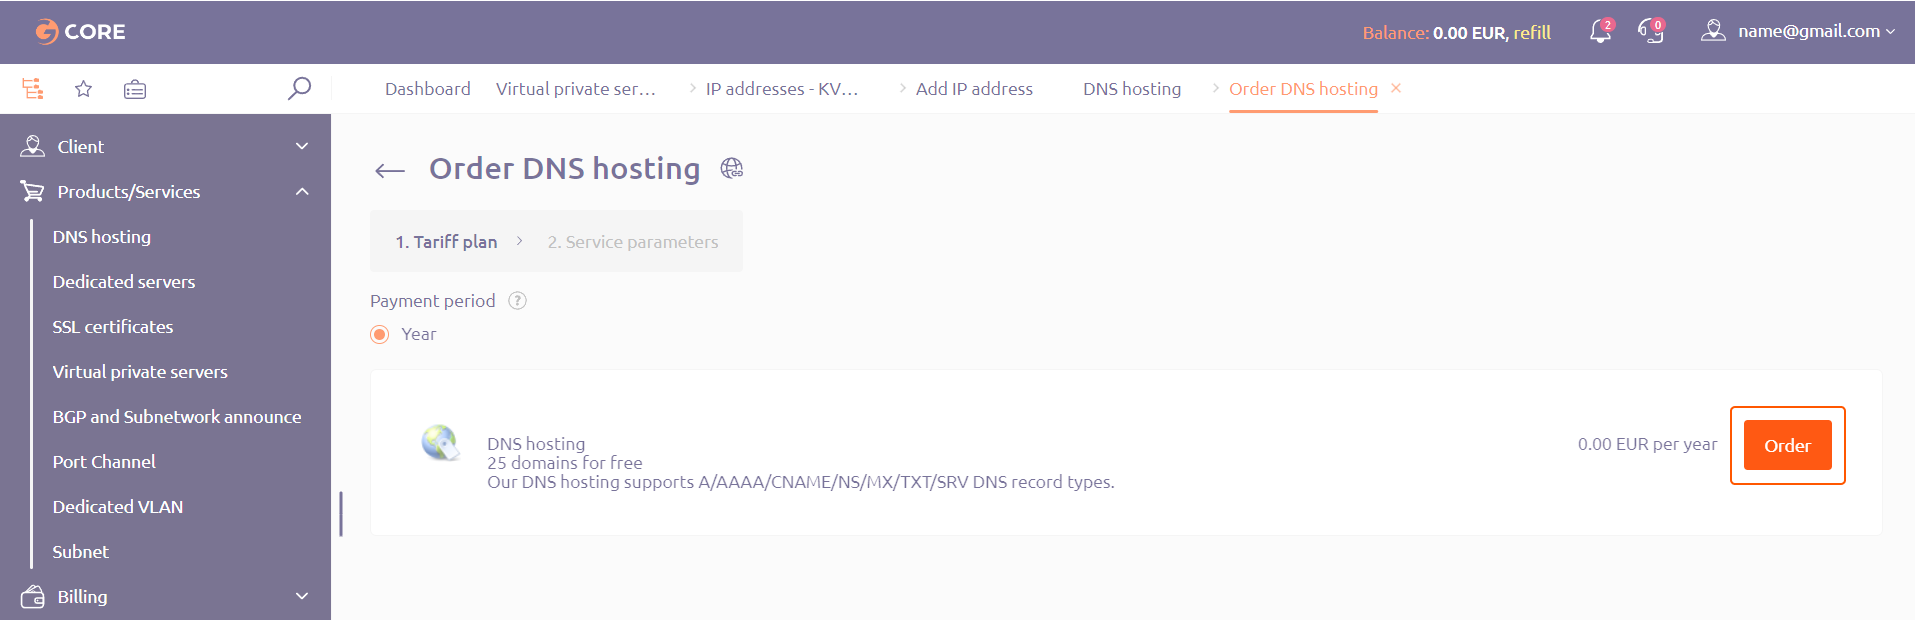 CORE
Balance: 0.00 EUR, refill
2
0
name@gmail.com
Dashboard
Virtual private ser...
IP addresses - KV...
Add IP address
DNS hosting
Order DNS hosting
Client
Products/Services
DNS hosting
Dedicated servers
SSL certificates
Virtual private servers
BGP and Subnetwork announce
Port Channel
Dedicated VLAN
Subnet
Billing
Order DNS hosting
1. Tariff plan
2. Service parameters
Payment period ?
Year
DNS hosting
25 domains for free
Our DNS hosting supports A/AAAA/CNAME/NS/MX/TXT/SRV DNS record types.
0.00 EUR per year
Order